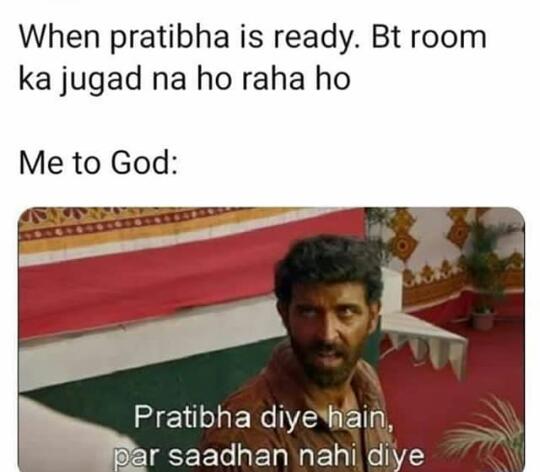 When pratibha is ready. Bt room
ka jugad na ho raha ho
Me to God:
Pratibha diye hain,
par saadhan nahi diye